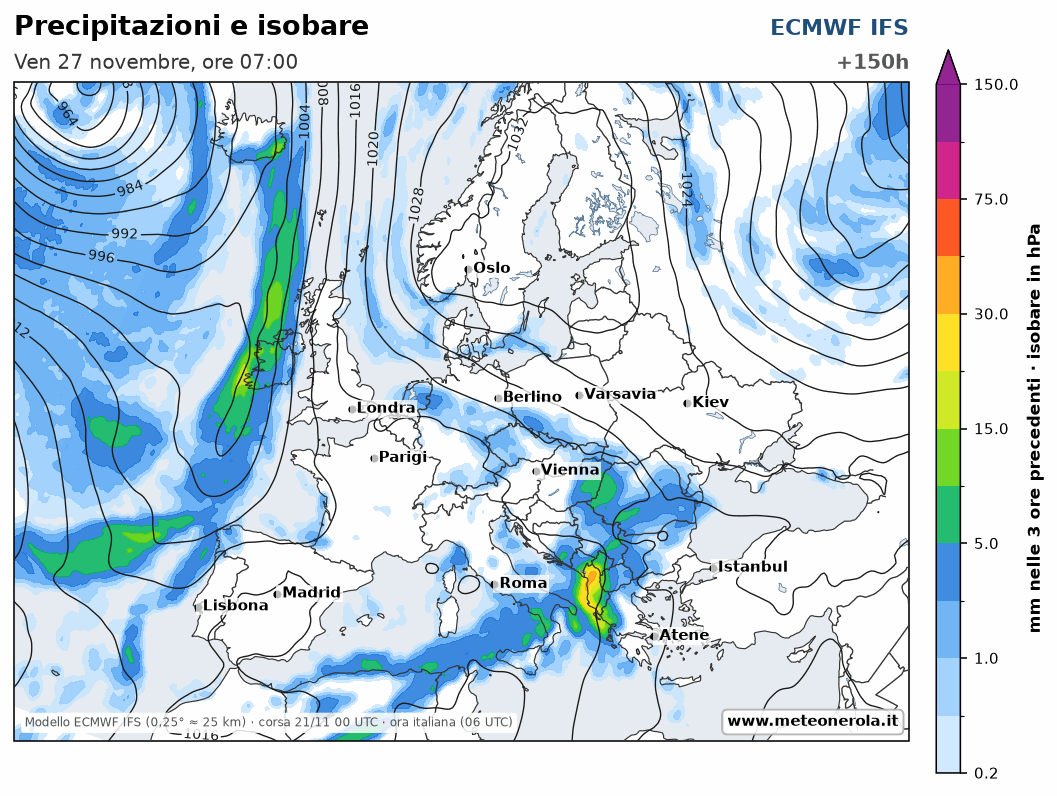 Precipitazioni e isobare
ECMWF IFS
Ven 27 novembre, ore 07:00
+150h
964
984
992
996
12
1004
800
1016
1020
1028
1032
1024
Oslo
Londra
Berlino
Varsavia
Kiev
Parigi
Vienna
Madrid
Lisbona
Roma
Istanbul
Atene
1016
Modello ECMWF IFS (0,25° ≈ 25 km) · corsa 21/11 00 UTC · ora italiana (06 UTC)
www.meteonerola.it
150.0
75.0
30.0
15.0
5.0
1.0
0.2
mm nelle 3 ore precedenti · isobare in hPa